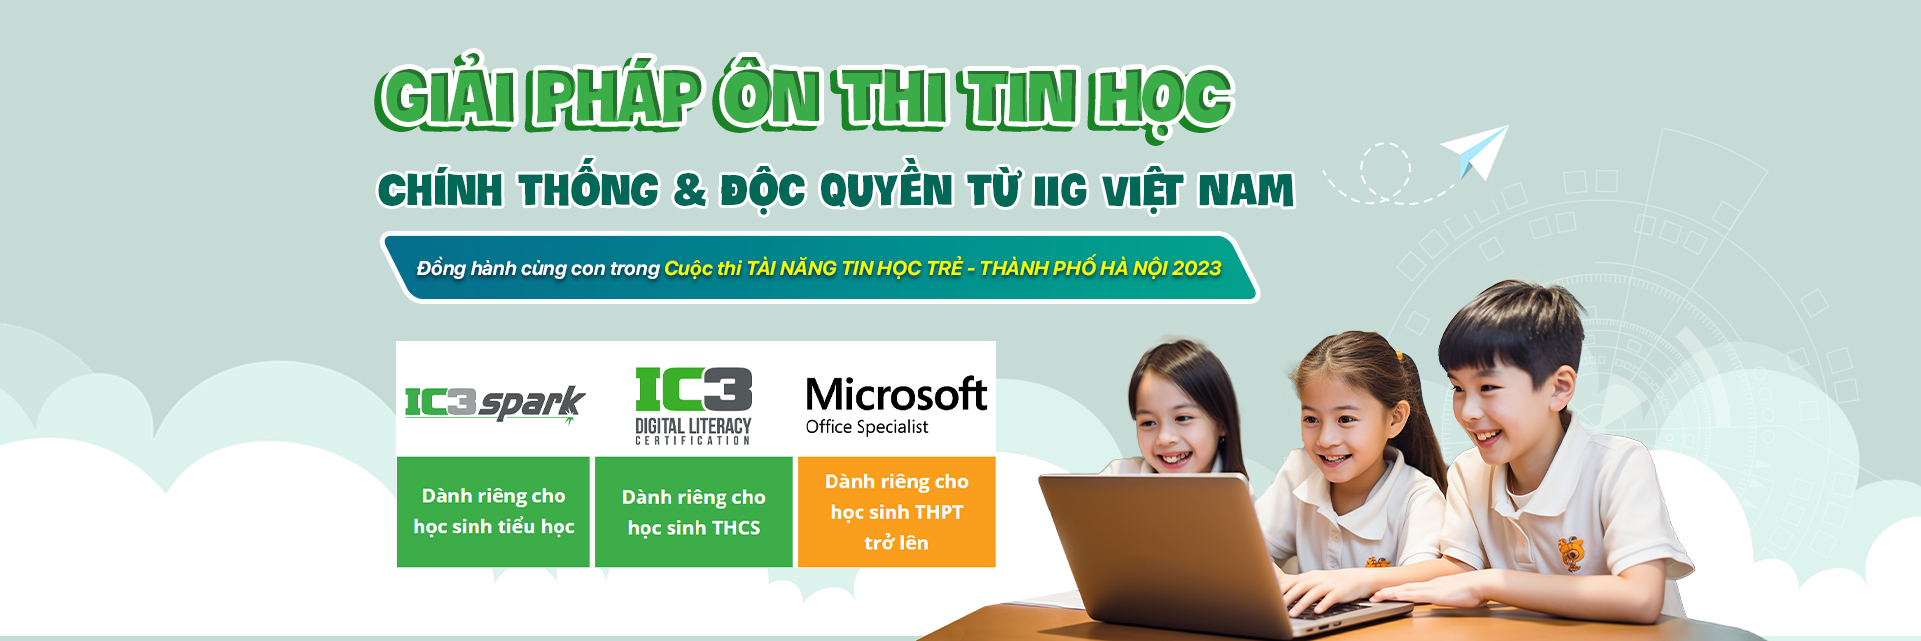 GIẢI PHÁP ÔN THI TIN HỌC
CHÍNH THỐNG & ĐỘC QUYỀN TỪ IIG VIỆT NAM
Đồng hành cùng con trong Cuộc thi TÀI NĂNG TIN HỌC TRẺ - THÀNH PHỐ HÀ NỘI 2023
IC3 spark
Dành riêng cho
học sinh tiểu học
IC3
DIGITAL LITERACY
CERTIFICATION
Dành riêng cho
học sinh THCS
Microsoft
Office Specialist
Dành riêng cho
học sinh THPT
trở lên